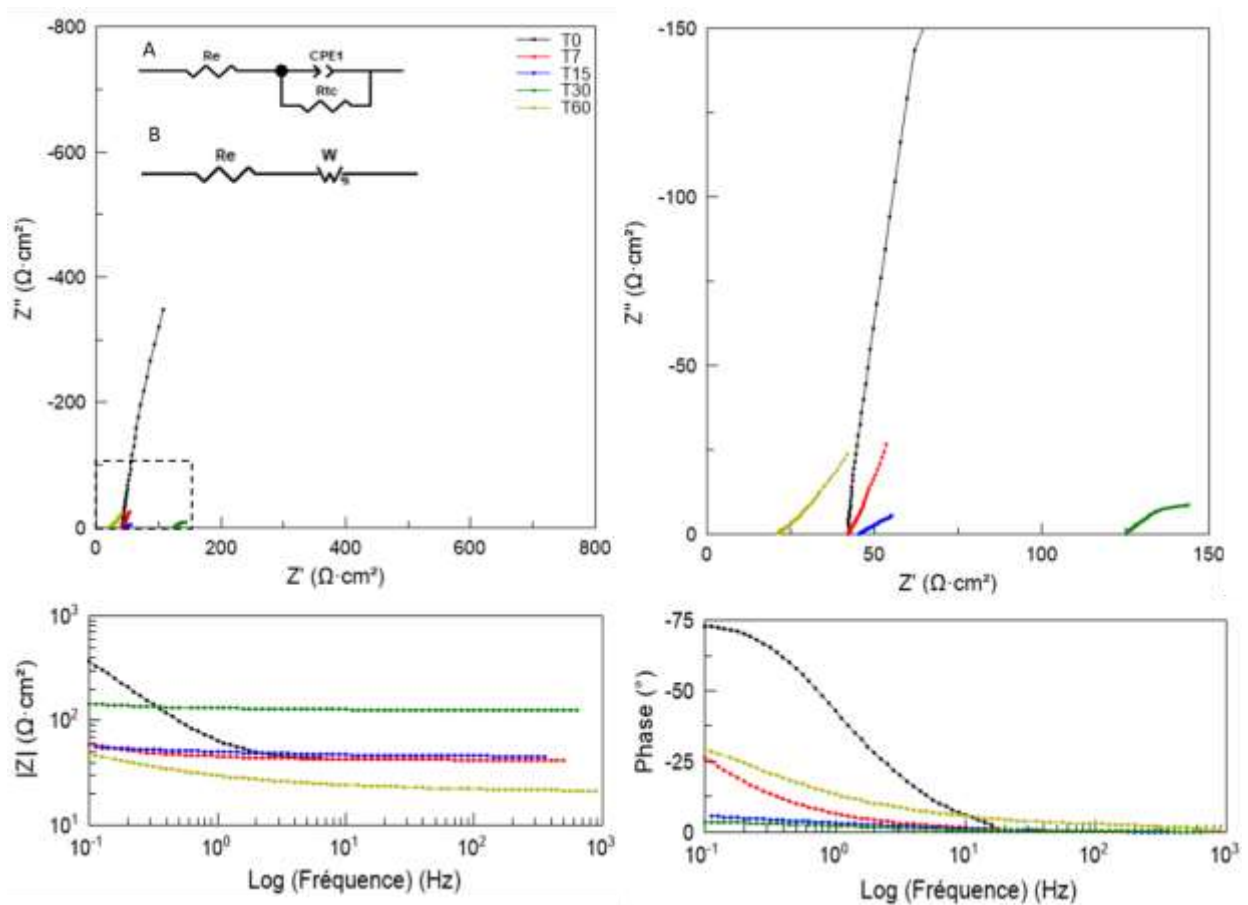 -800
-600
-400
-200
0
Z'' (Ω·cm²)
A
Re
CPE1
Rtc
B
Re
W
s
T0
T7
T15
T30
T60
0
200
400
600
800
Z' (Ω·cm²)
-150
-100
-50
0
Z'' (Ω·cm²)
0
50
100
150
Z' (Ω·cm²)
10³
10²
10¹
|Z| (Ω·cm²)
10⁻¹
10⁰
10¹
10²
10³
Log (Fréquence) (Hz)
-75
-50
-25
0
Phase (°)
10⁻¹
10⁰
10¹
10²
10³
Log (Fréquence) (Hz)